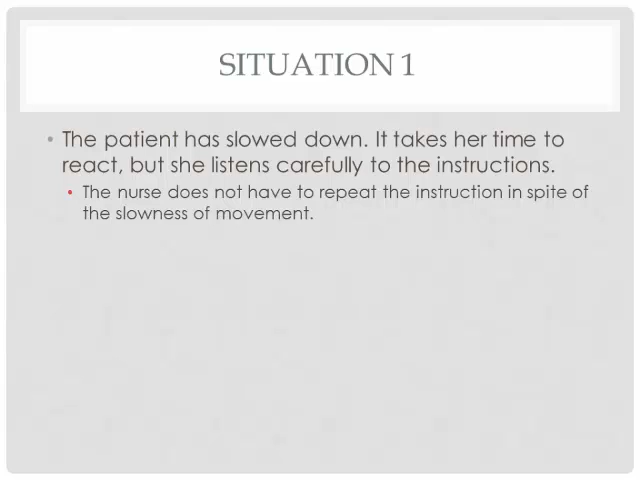 SITUATION 1
• The patient has slowed down. It takes her time to
react, but she listens carefully to the instructions.
• The nurse does not have to repeat the instruction in spite of
the slowness of movement.